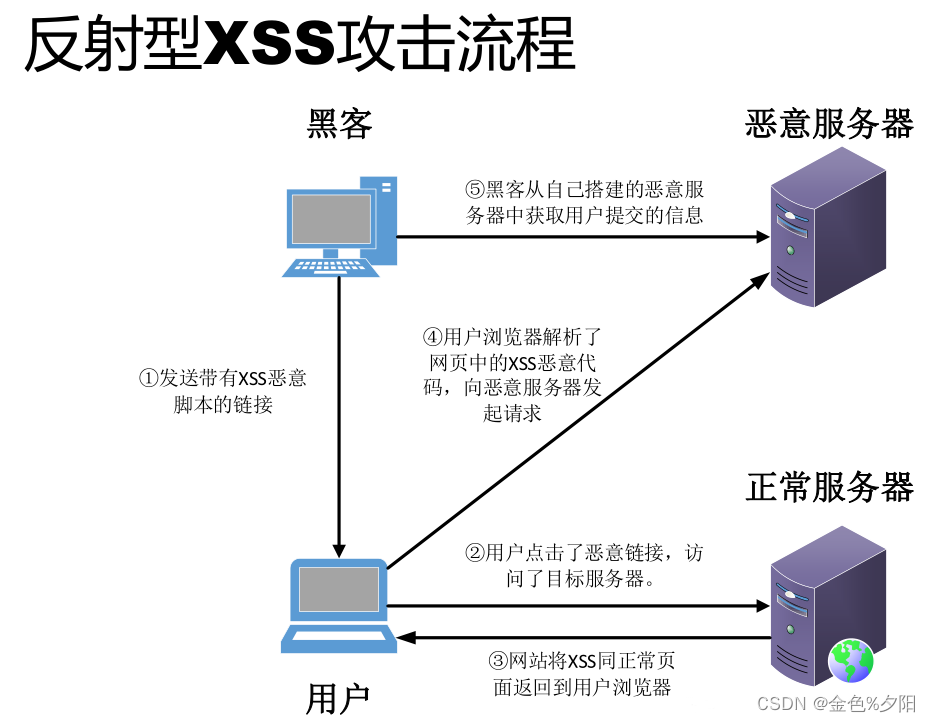 反射型XSS攻击流程
黑客
恶意服务器
⑤黑客从自己搭建的恶意服
务器中获取用户提交的信息
④用户浏览器解析了
网页中的XSS恶意代
码，向恶意服务器发
起请求
①发送带有XSS恶意
脚本的链接
正常服务器
②用户点击了恶意链接，访
问了目标服务器。
③网站将XSS同正常页
面返回到用户浏览器
用户
CSDN @金色%夕阳